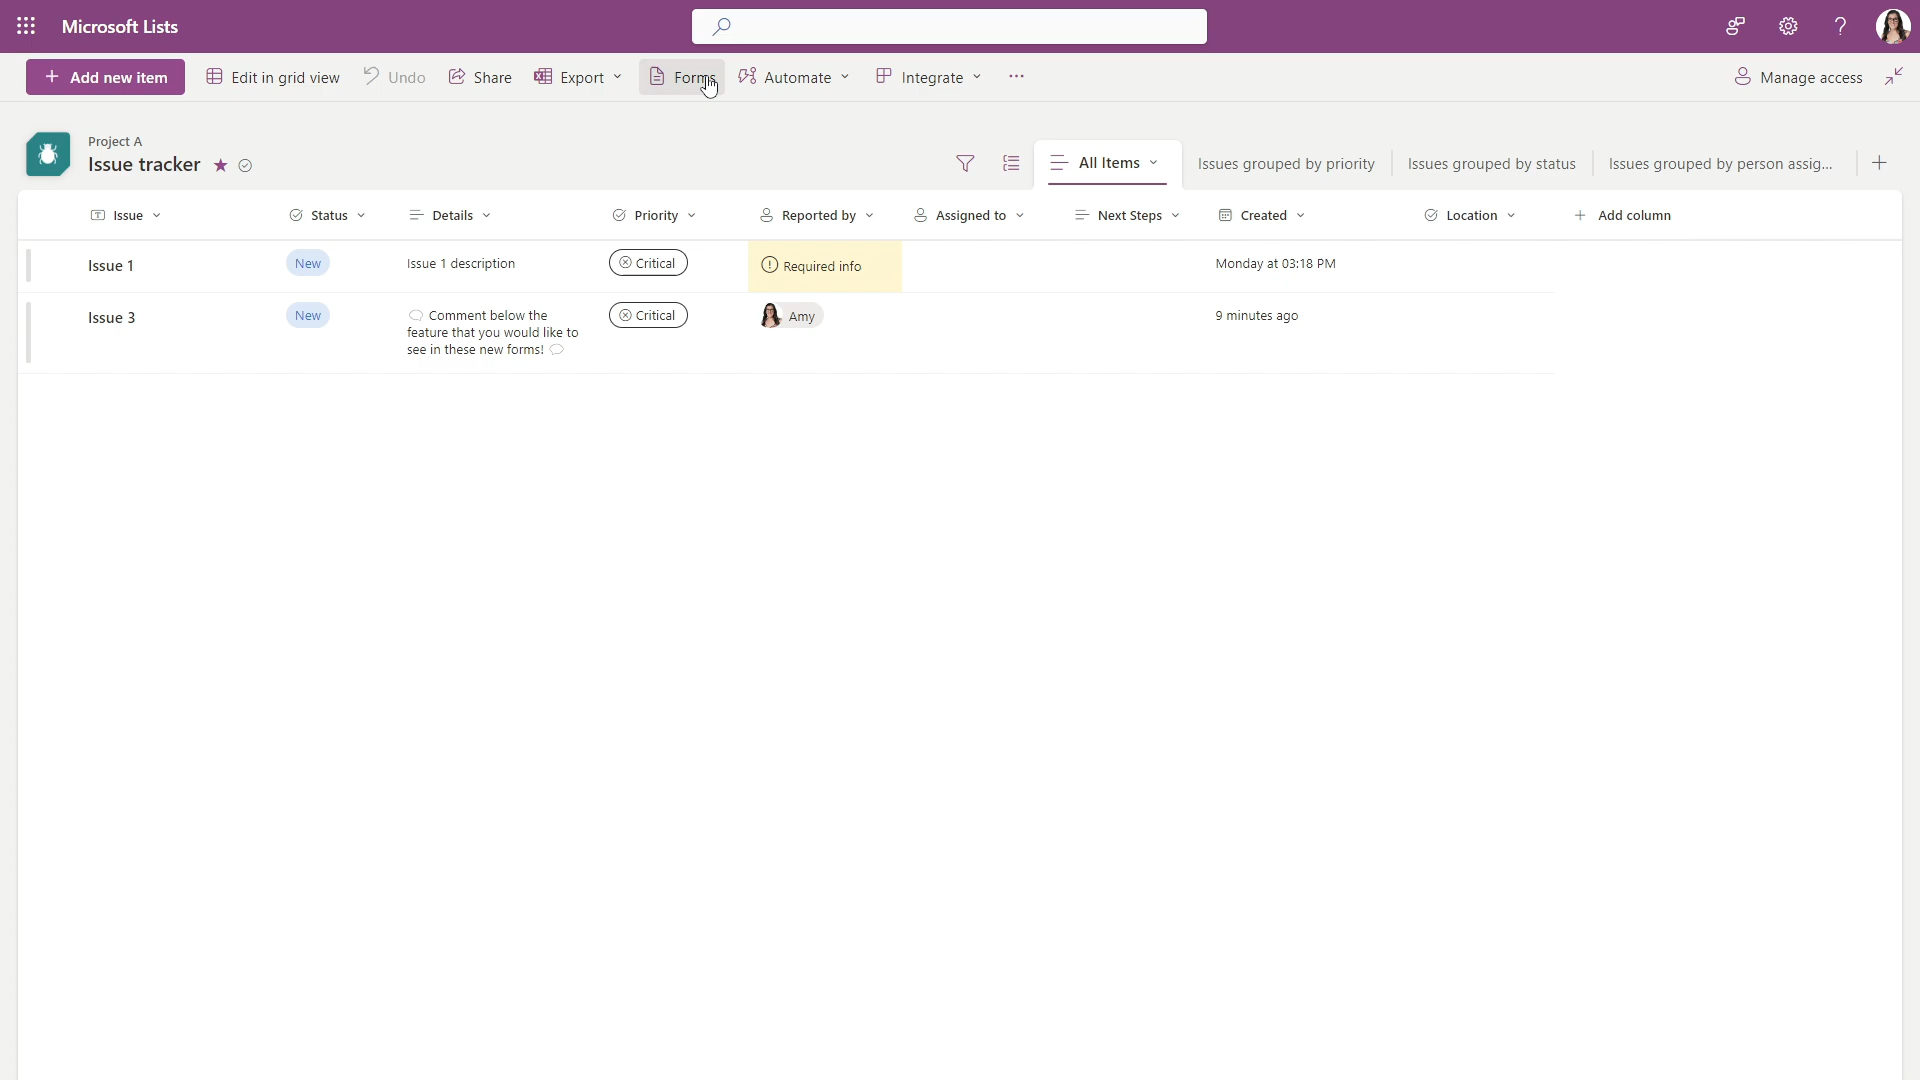 Microsoft Lists
Add new item
Edit in grid view
Undo
Share
Export
Forms
Automate
Integrate
Manage access
Project A
Issue tracker
All Items
Issues grouped by priority
Issues grouped by status
Issues grouped by person assig...
Issue
Status
Details
Priority
Reported by
Assigned to
Next Steps
Created
Location
Add column
Issue 1
New
Issue 1 description
Critical
Required info
Monday at 03:18 PM
Issue 3
New
Comment below the
feature that you would like to
see in these new forms!
Critical
Amy
9 minutes ago